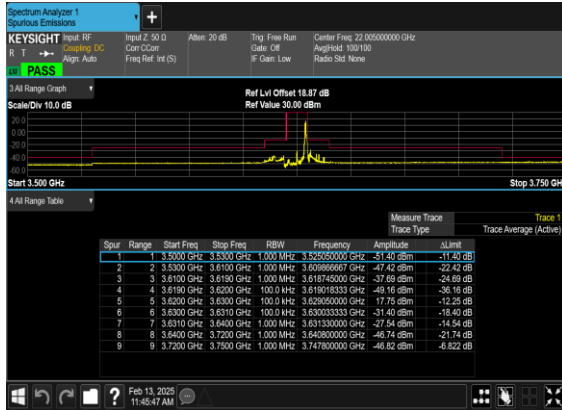 Spectrum Analyzer 1
Spurious Emissions
+
KEYSIGHT Input: RF Input Z: 50 Ω Atten: 20 dB Trig: Free Run Center Freq: 22.005000000 GHz
R T Coupling: DC Corr CCorr Gate: Off Avg|Hold: 100/100
Align: Auto Freq Ref: Int (S) IF Gain: Low Radio Std: None
PASS
3 All Range Graph Ref Lvl Offset 18.87 dB
Scale/Div 10.0 dB Ref Value 30.00 dBm
20.0
0.00
-20.0
-40.0
-60.0
Start 3.500 GHz Stop 3.750 GH
4 All Range Table
Measure Trace Trace 1
Trace Type Trace Average (Active)
Spur Range Start Freq Stop Freq RBW Frequency Amplitude ΔLimit
1 1 3.5000 GHz 3.5300 GHz 1.000 MHz 3.525050000 GHz -51.40 dBm -11.40 dB
2 2 3.5300 GHz 3.6100 GHz 1.000 MHz 3.609866667 GHz -47.42 dBm -22.42 dB
3 3 3.6100 GHz 3.6190 GHz 1.000 MHz 3.618745000 GHz -37.69 dBm -24.69 dB
4 4 3.6190 GHz 3.6200 GHz 100.0 kHz 3.619018333 GHz -49.16 dBm -36.16 dB
5 5 3.6200 GHz 3.6300 GHz 100.0 kHz 3.629050000 GHz 17.75 dBm -12.25 dB
6 6 3.6300 GHz 3.6310 GHz 100.0 kHz 3.630033333 GHz -31.40 dBm -18.40 dB
7 7 3.6310 GHz 3.6400 GHz 1.000 MHz 3.631330000 GHz -27.54 dBm -14.54 dB
8 8 3.6400 GHz 3.7200 GHz 1.000 MHz 3.640800000 GHz -46.74 dBm -21.74 dB
9 9 3.7200 GHz 3.7500 GHz 1.000 MHz 3.747800000 GHz -46.82 dBm -6.822 dB
? Feb 13, 2025
11:45:47 AM